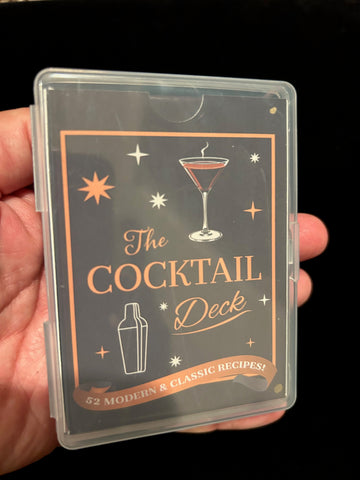 The
COCKTAIL
Deck
52 MODERN & CLASSIC RECIPES!